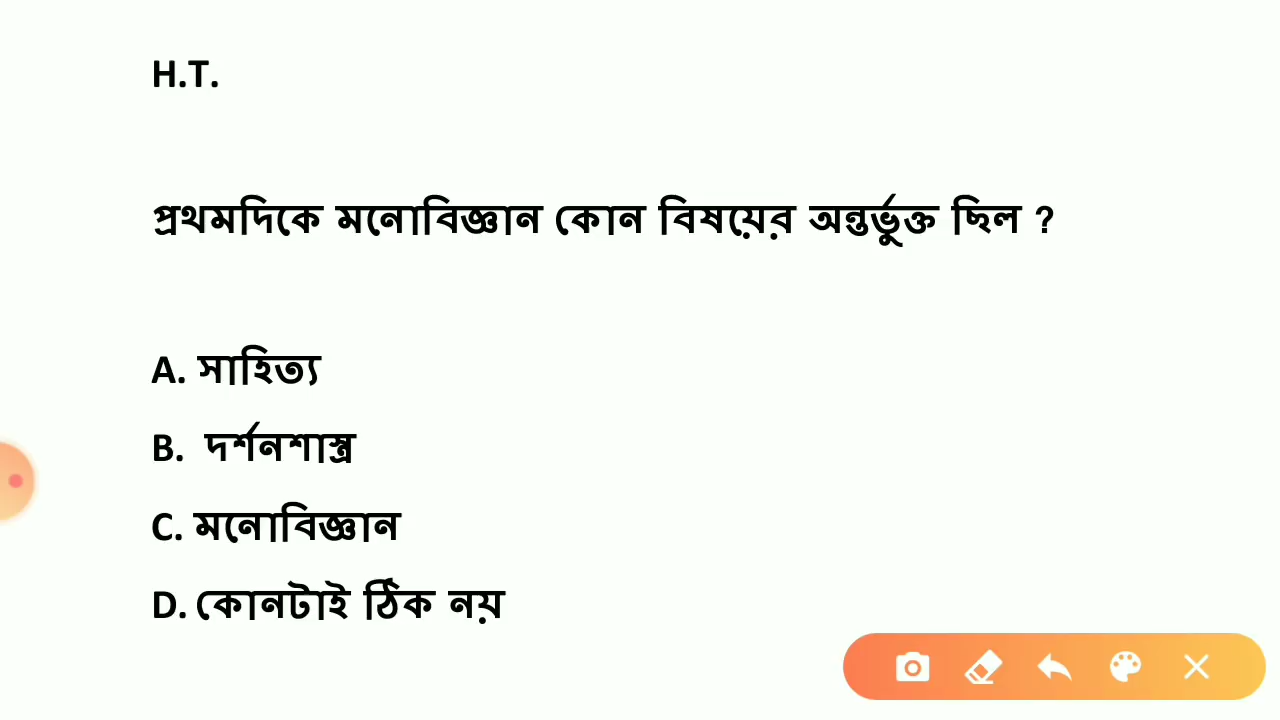 H.T.
প্রথমদিকে মনোবিজ্ঞান কোন বিষয়ের অন্তর্ভুক্ত ছিল ?
A. সাহিত্য
B. দর্শনশাস্ত্র
C. মনোবিজ্ঞান
D. কোনটাই ঠিক নয়